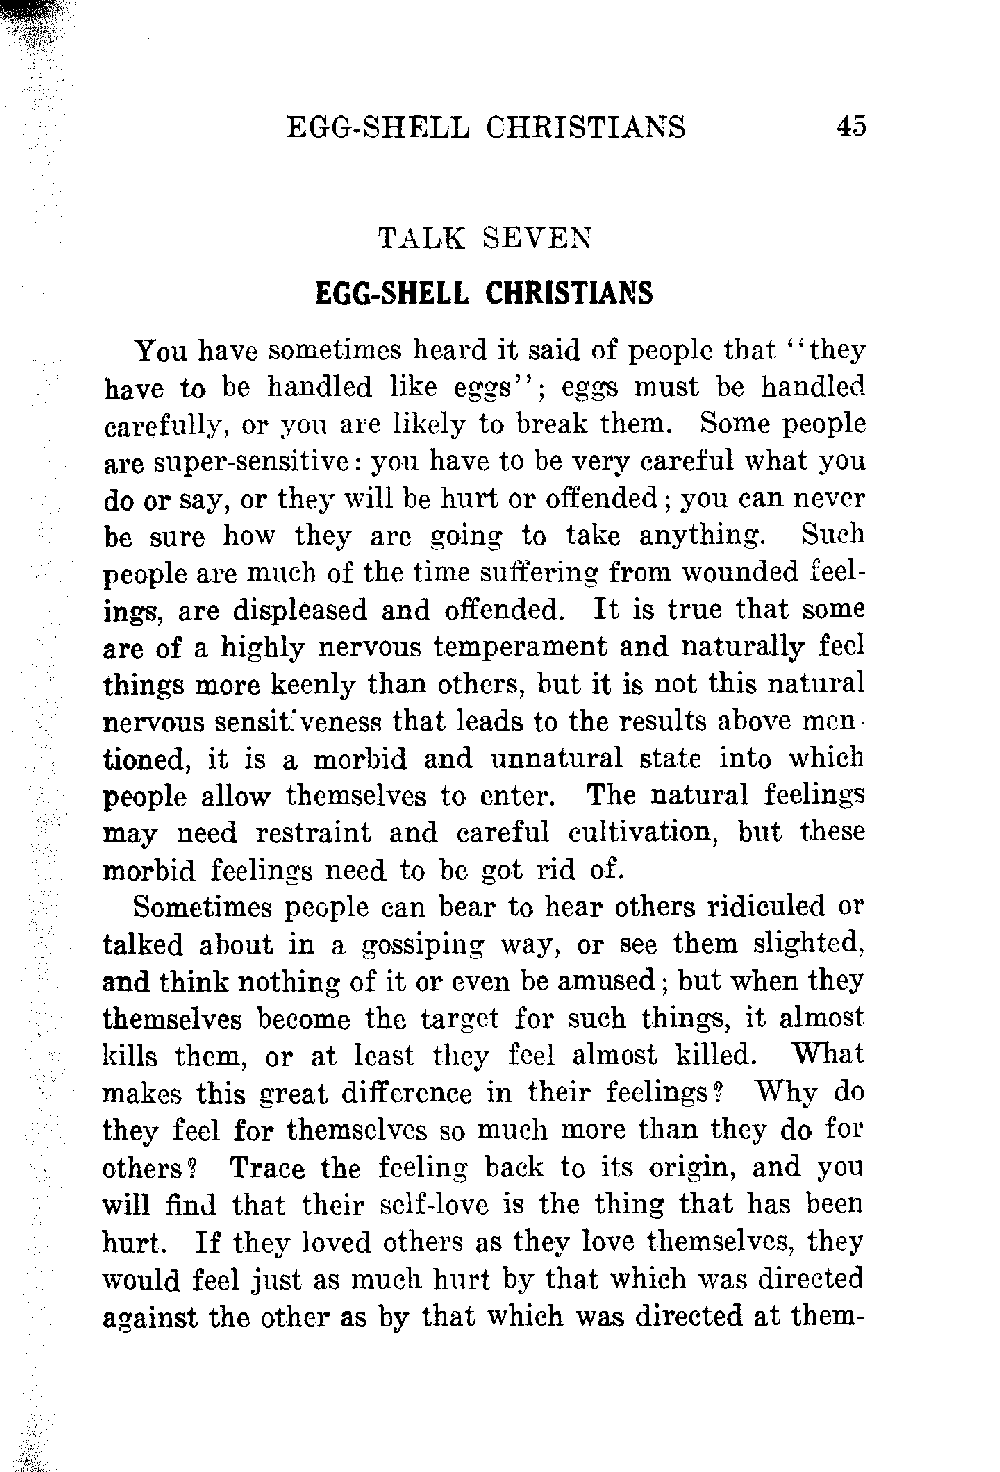 EGG-SHELL CHRISTIANS 45
TALK SEVEN
EGG-SHELL CHRISTIANS
You have sometimes heard it said of people that “they
have to be handled like eggs”; eggs must be handled
carefully, or you are likely to break them. Some people
are super-sensitive: you have to be very careful what you
do or say, or they will be hurt or offended; you can never
be sure how they are going to take anything. Such
people are much of the time suffering from wounded feel-
ings, are displeased and offended. It is true that some
are of a highly nervous temperament and naturally feel
things more keenly than others, but it is not this natural
nervous sensitiveness that leads to the results above men-
tioned, it is a morbid and unnatural state into which
people allow themselves to enter. The natural feelings
may need restraint and careful cultivation, but these
morbid feelings need to be got rid of.
Sometimes people can bear to hear others ridiculed or
talked about in a gossiping way, or see them slighted,
and think nothing of it or even be amused; but when they
themselves become the target for such things, it almost
kills them, or at least they feel almost killed. What
makes this great difference in their feelings? Why do
they feel for themselves so much more than they do for
others? Trace the feeling back to its origin, and you
will find that their self-love is the thing that has been
hurt. If they loved others as they love themselves, they
would feel just as much hurt by that which was directed
against the other as by that which was directed at them-